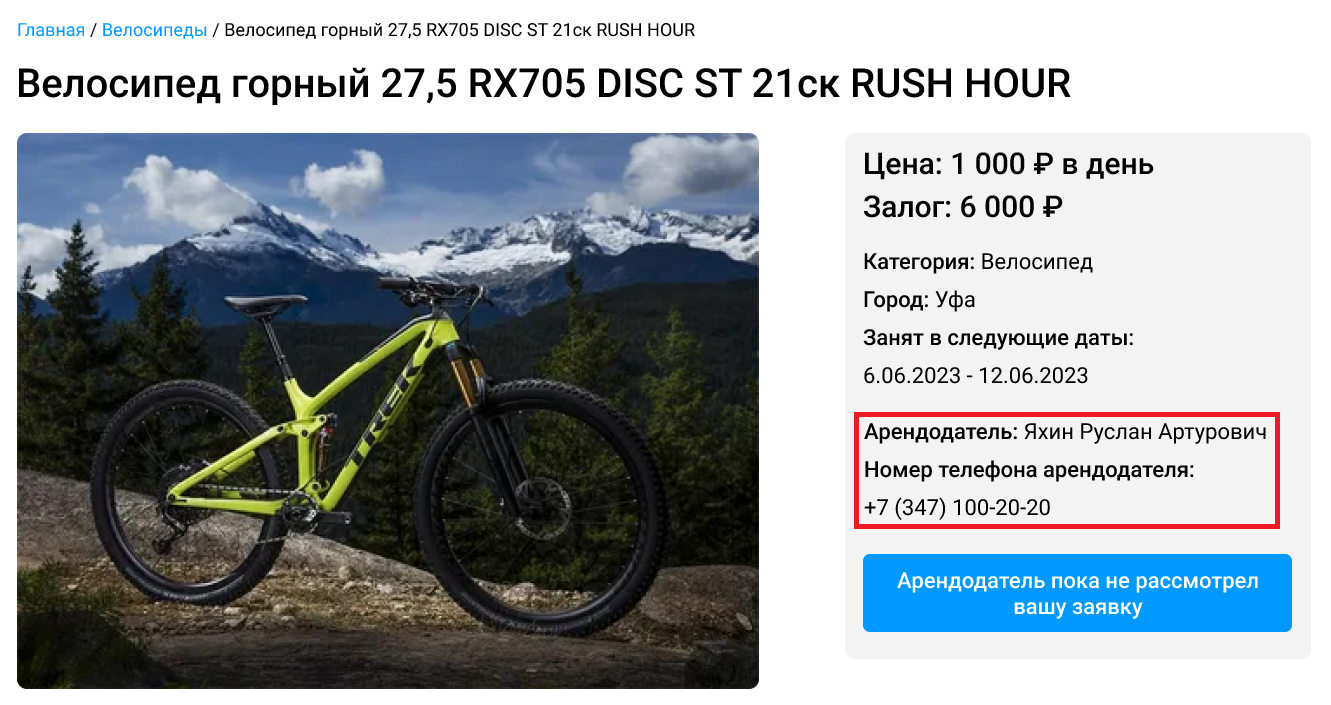 Главная / Велосипеды / Велосипед горный 27,5 RX705 DISC ST 21ск RUSH HOUR
Велосипед горный 27,5 RX705 DISC ST 21ск RUSH HOUR
TREK
Цена: 1 000 ₽ в день
Залог: 6 000 ₽
Категория: Велосипед
Город: Уфа
Занят в следующие даты:
6.06.2023 - 12.06.2023
Арендодатель: Яхин Руслан Артурович
Номер телефона арендодателя:
+7 (347) 100-20-20
Арендодатель пока не рассмотрел
вашу заявку